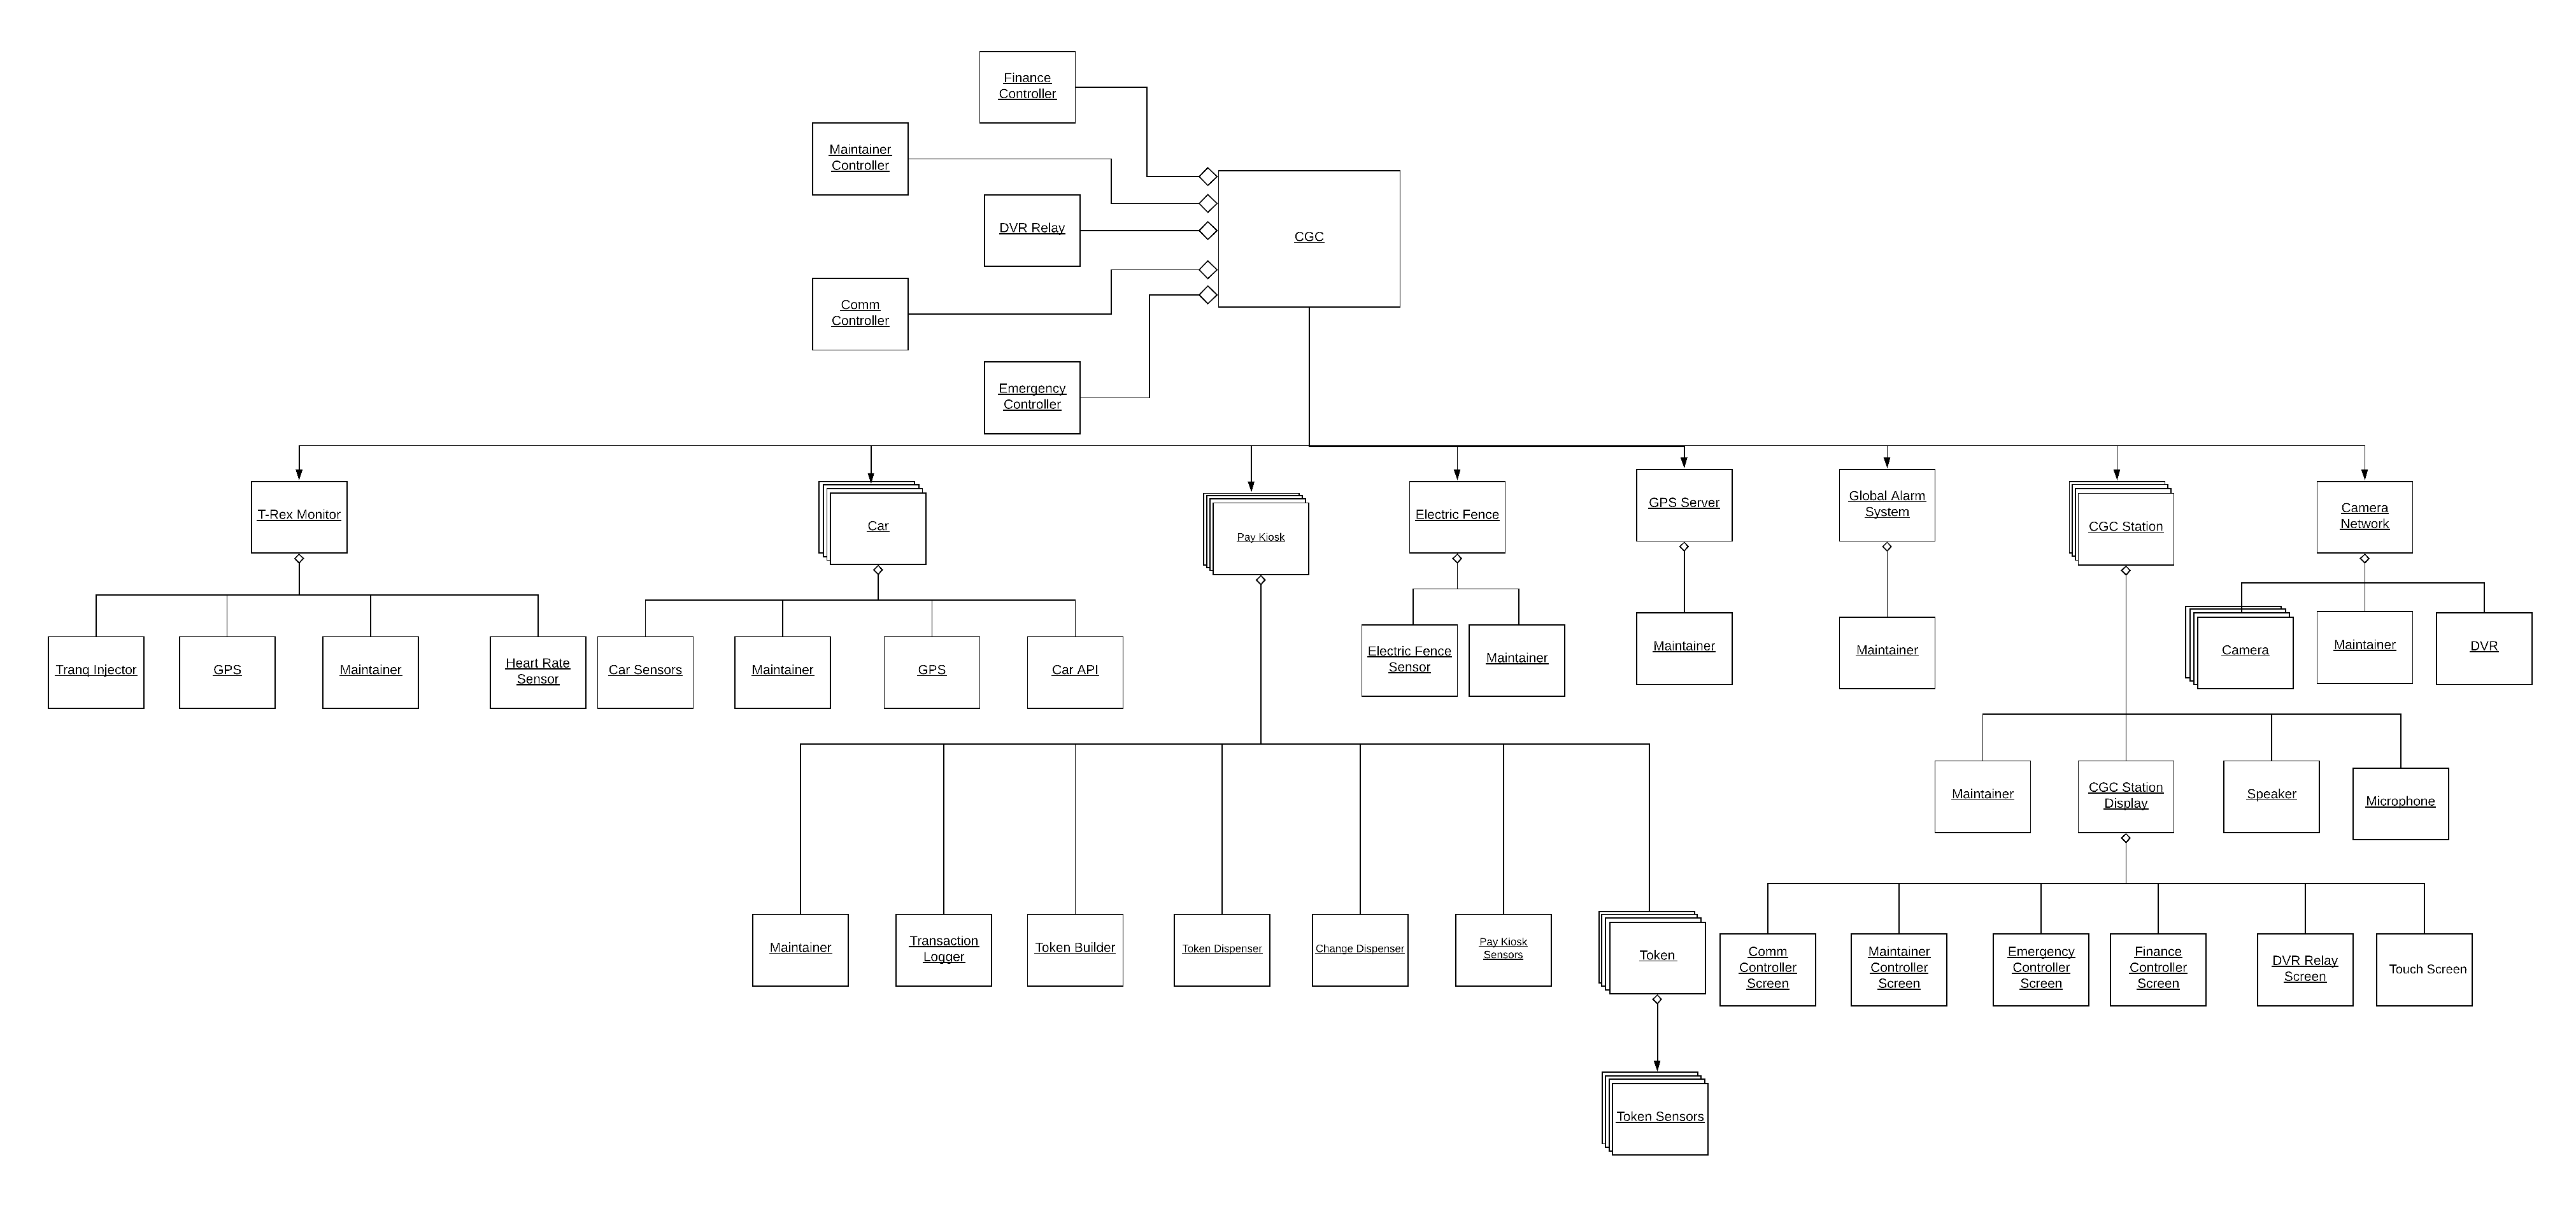 Finance
Controller
Maintainer
Controller
DVR Relay
CGC
Comm
Controller
Emergency
Controller
T-Rex Monitor
Car
Pay Kiosk
Electric Fence
GPS Server
Global Alarm
System
CGC Station
Camera
Network
Tranq Injector
GPS
Maintainer
Heart Rate
Sensor
Car Sensors
Maintainer
GPS
Car API
Electric Fence
Sensor
Maintainer
Maintainer
Maintainer
Camera
Maintainer
DVR
Maintainer
CGC Station
Display
Speaker
Microphone
Maintainer
Transaction
Logger
Token Builder
Token Dispenser
Change Dispenser
Pay Kiosk
Sensors
Token
Comm
Controller
Screen
Maintainer
Controller
Screen
Emergency
Controller
Screen
Finance
Controller
Screen
DVR Relay
Screen
Touch Screen
Token Sensors